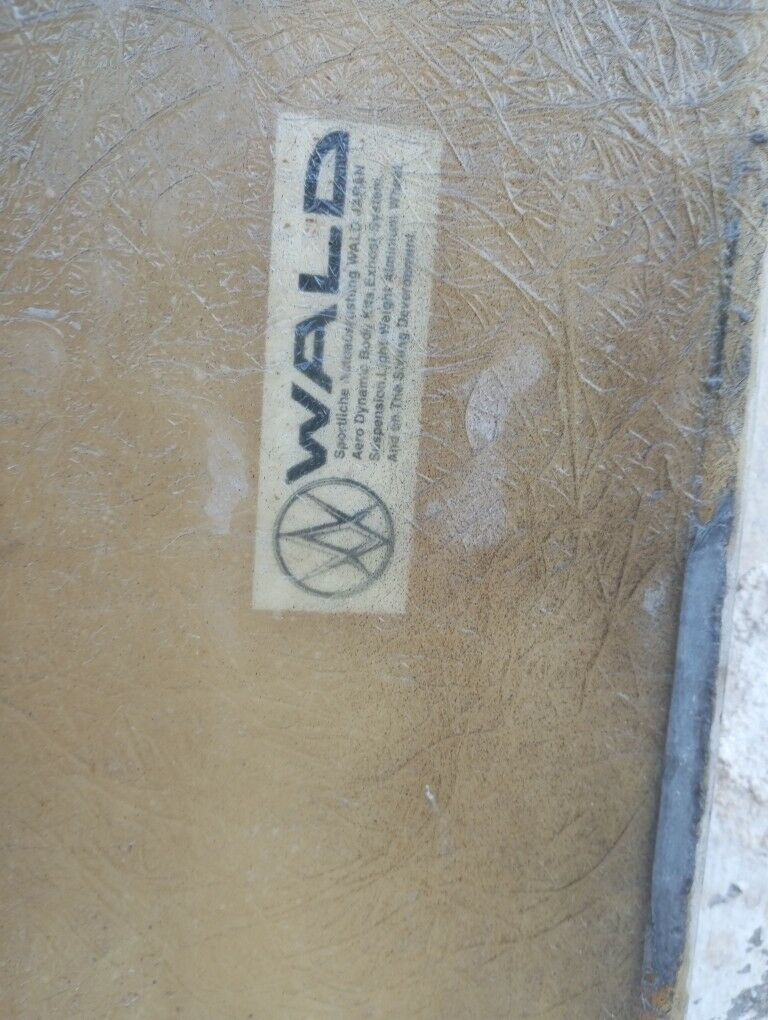 WALD
Sportliche WALD JAPAN
Aero Dynamic Body Kits Exhaust System,
Suspension, Light Weight Aluminum Wheel
And on The Styling Development